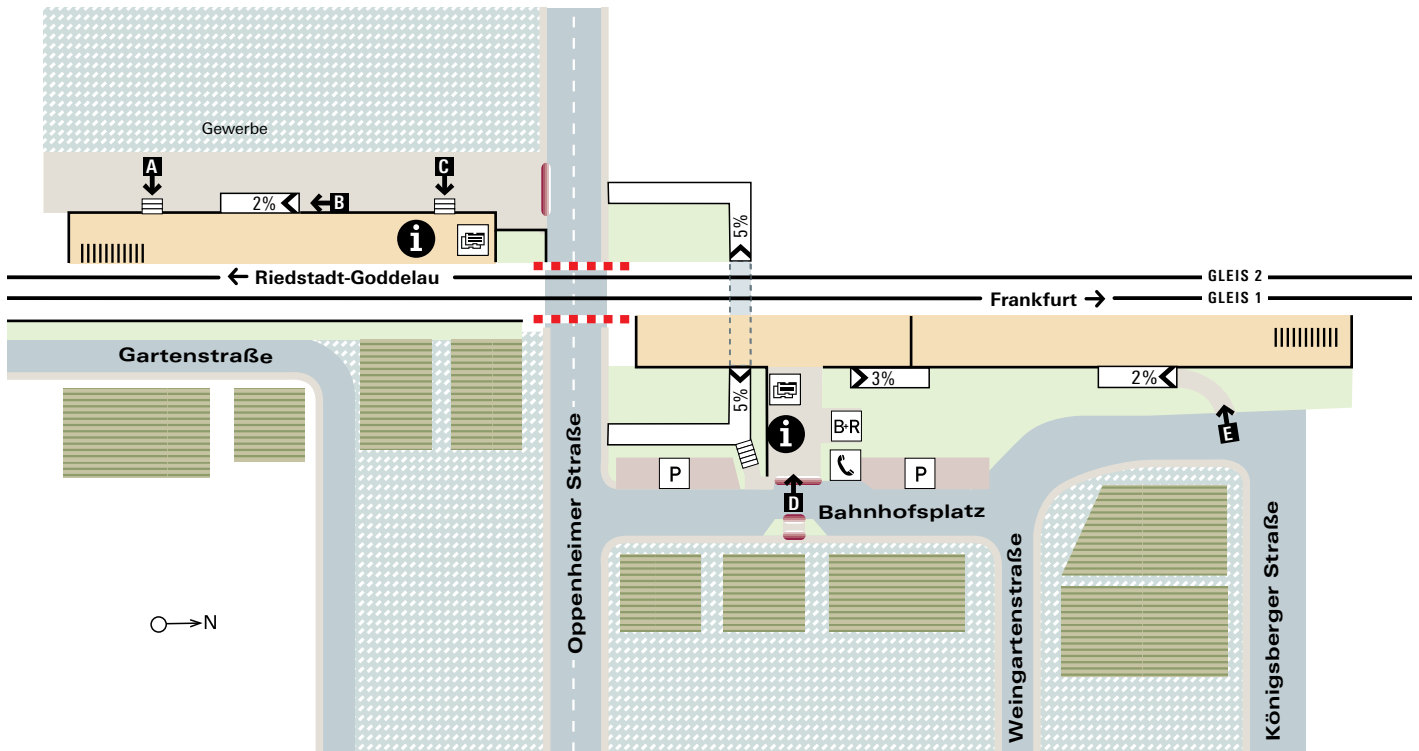 Gewerbe
A
C
2%
B
5%
i
Riedstadt-Goddelau
GLEIS 2
Frankfurt
GLEIS 1
Gartenstraße
3%
2%
5%
B+R
i
E
P
P
D
Bahnhofsplatz
Oppenheimer Straße
Weingartenstraße
Königsberger Straße
N